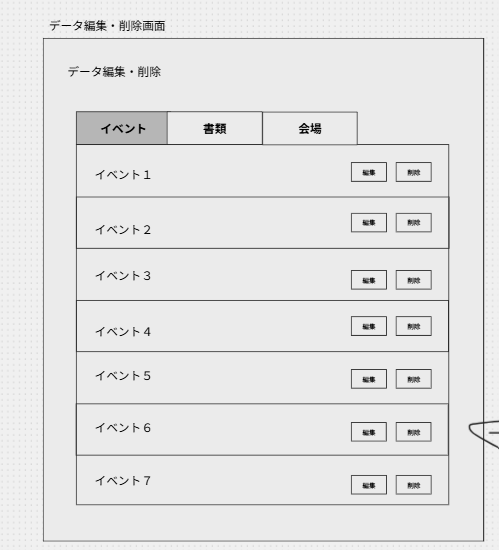 データ編集・削除画面
データ編集・削除
イベント 書類 会場
イベント１ 編集 削除
イベント２ 編集 削除
イベント３ 編集 削除
イベント４ 編集 削除
イベント５ 編集 削除
イベント６ 編集 削除
イベント７ 編集 削除